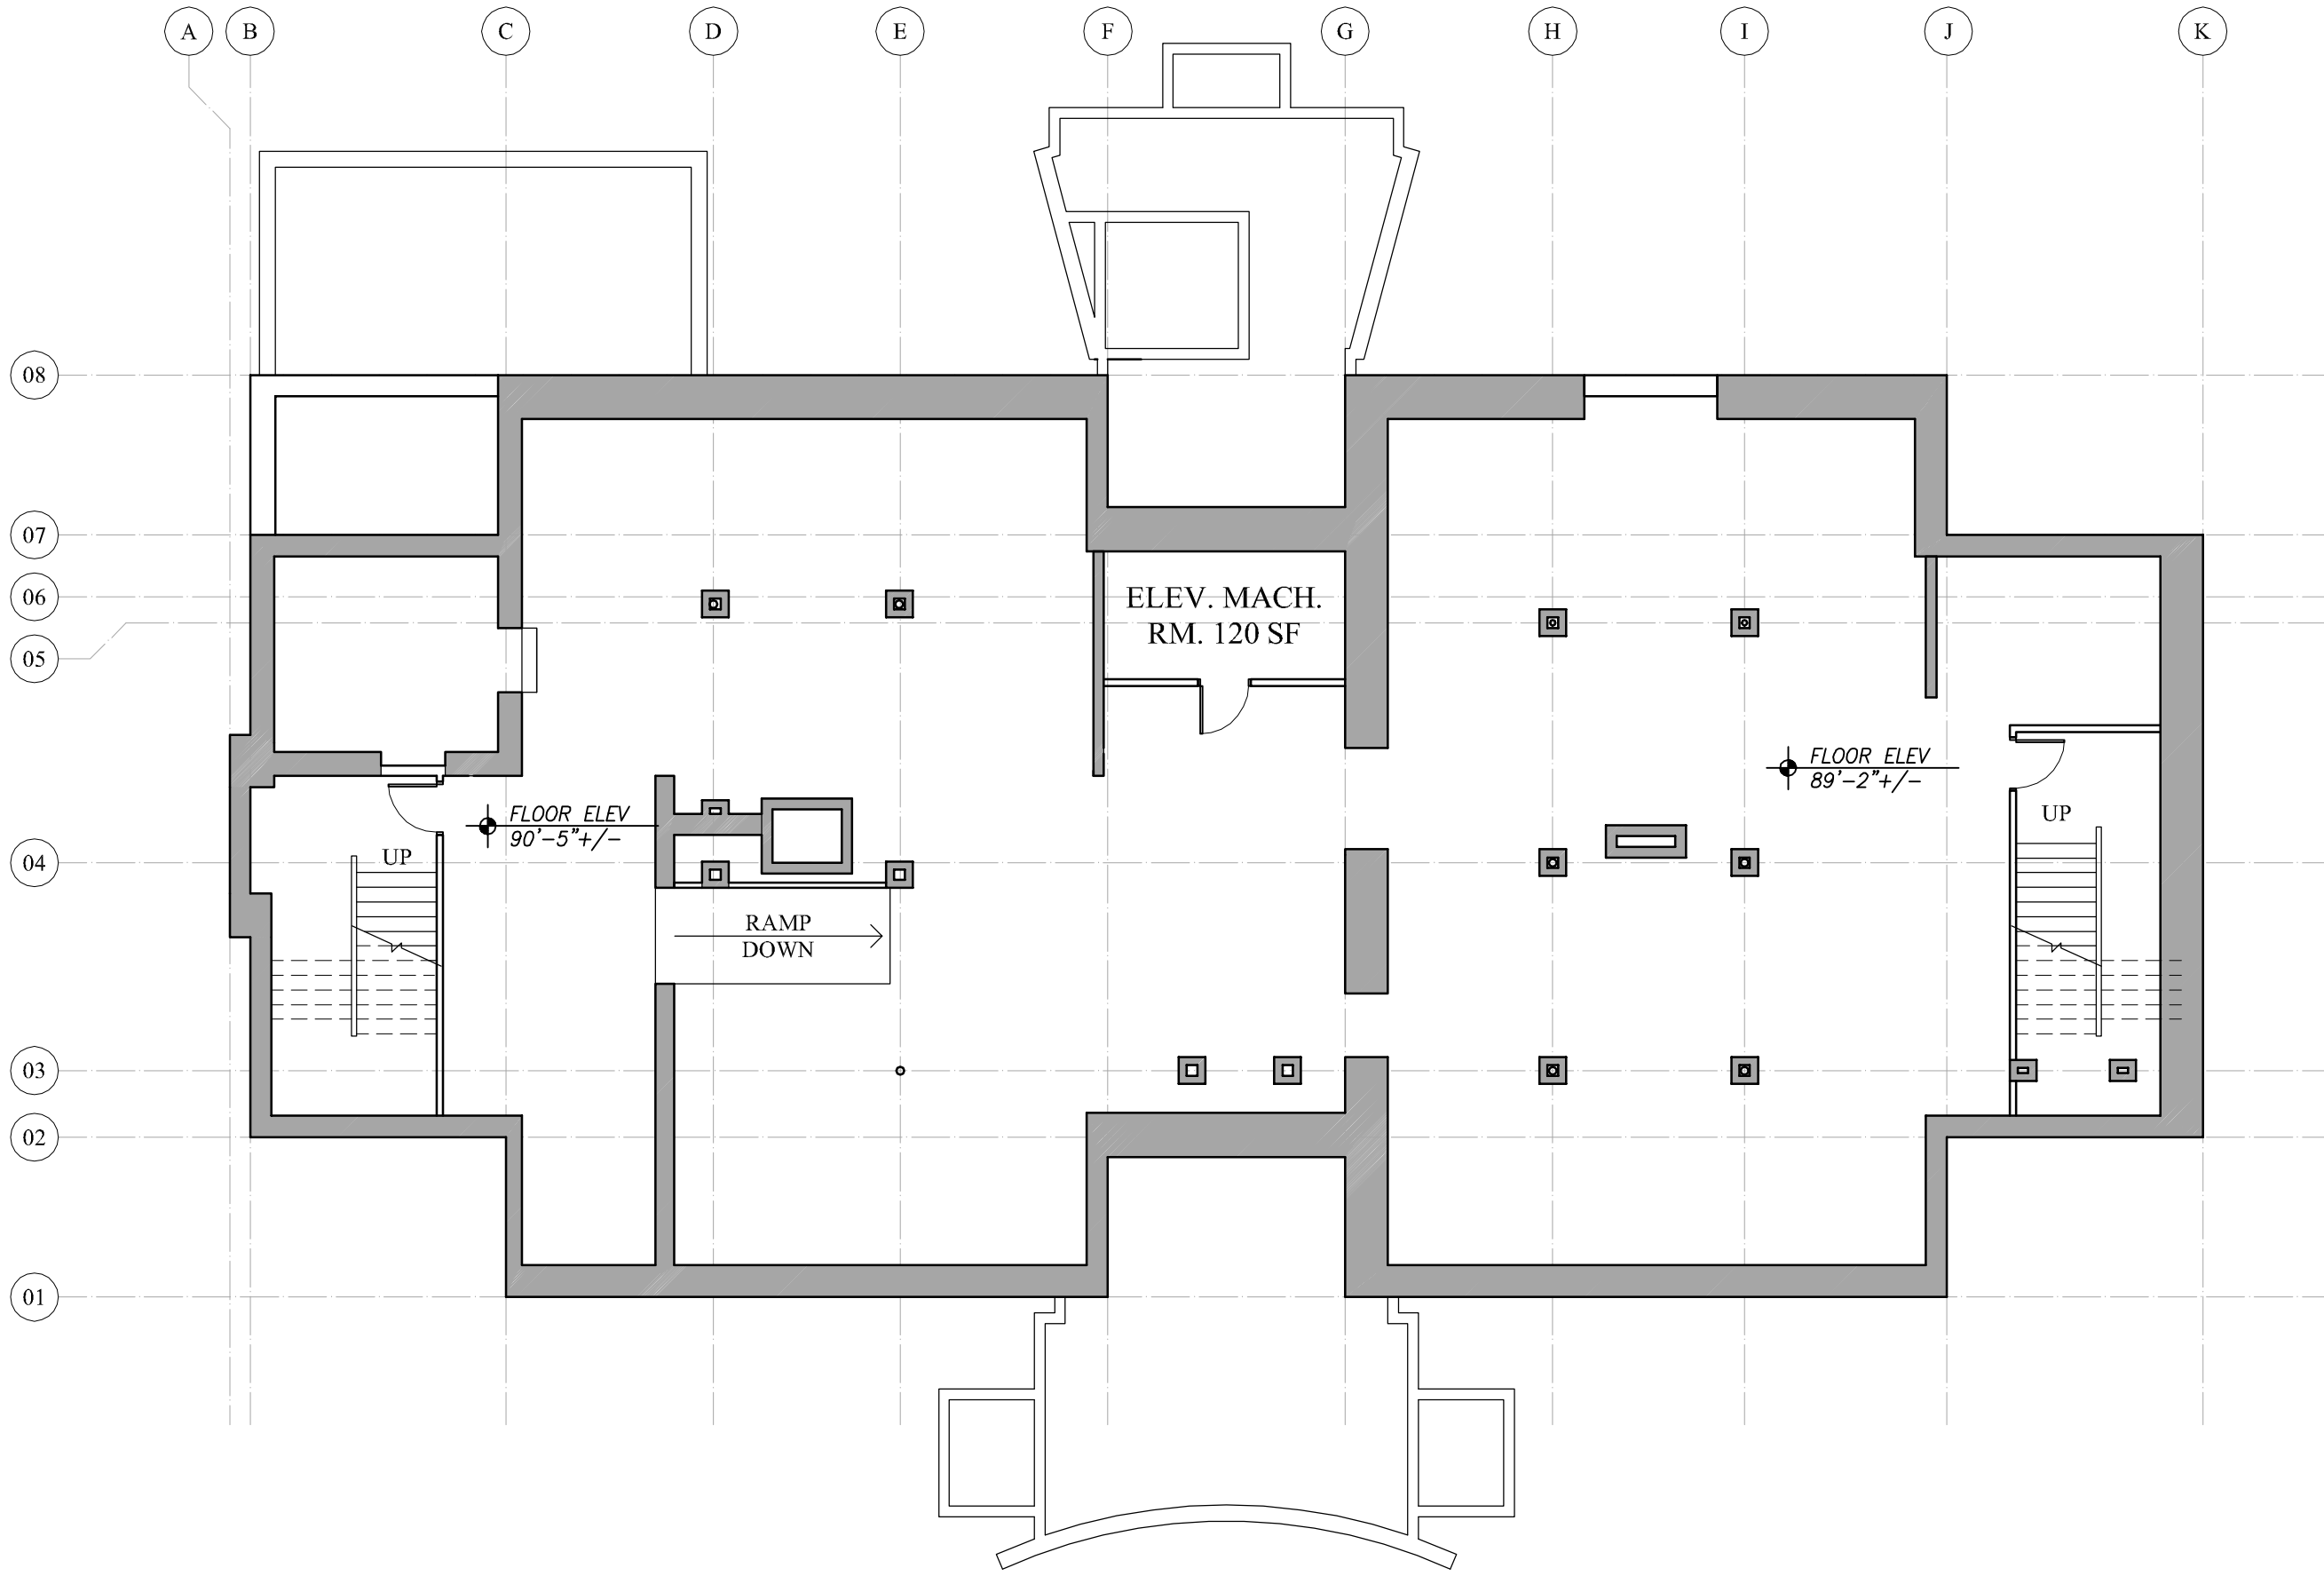 A B C D E F G H I J K
08
07
06
05
04
03
02
01
ELEV. MACH.
RM. 120 SF
FLOOR ELEV
89'-2"+/-
FLOOR ELEV
90'-5"+/-
UP
UP
RAMP
DOWN